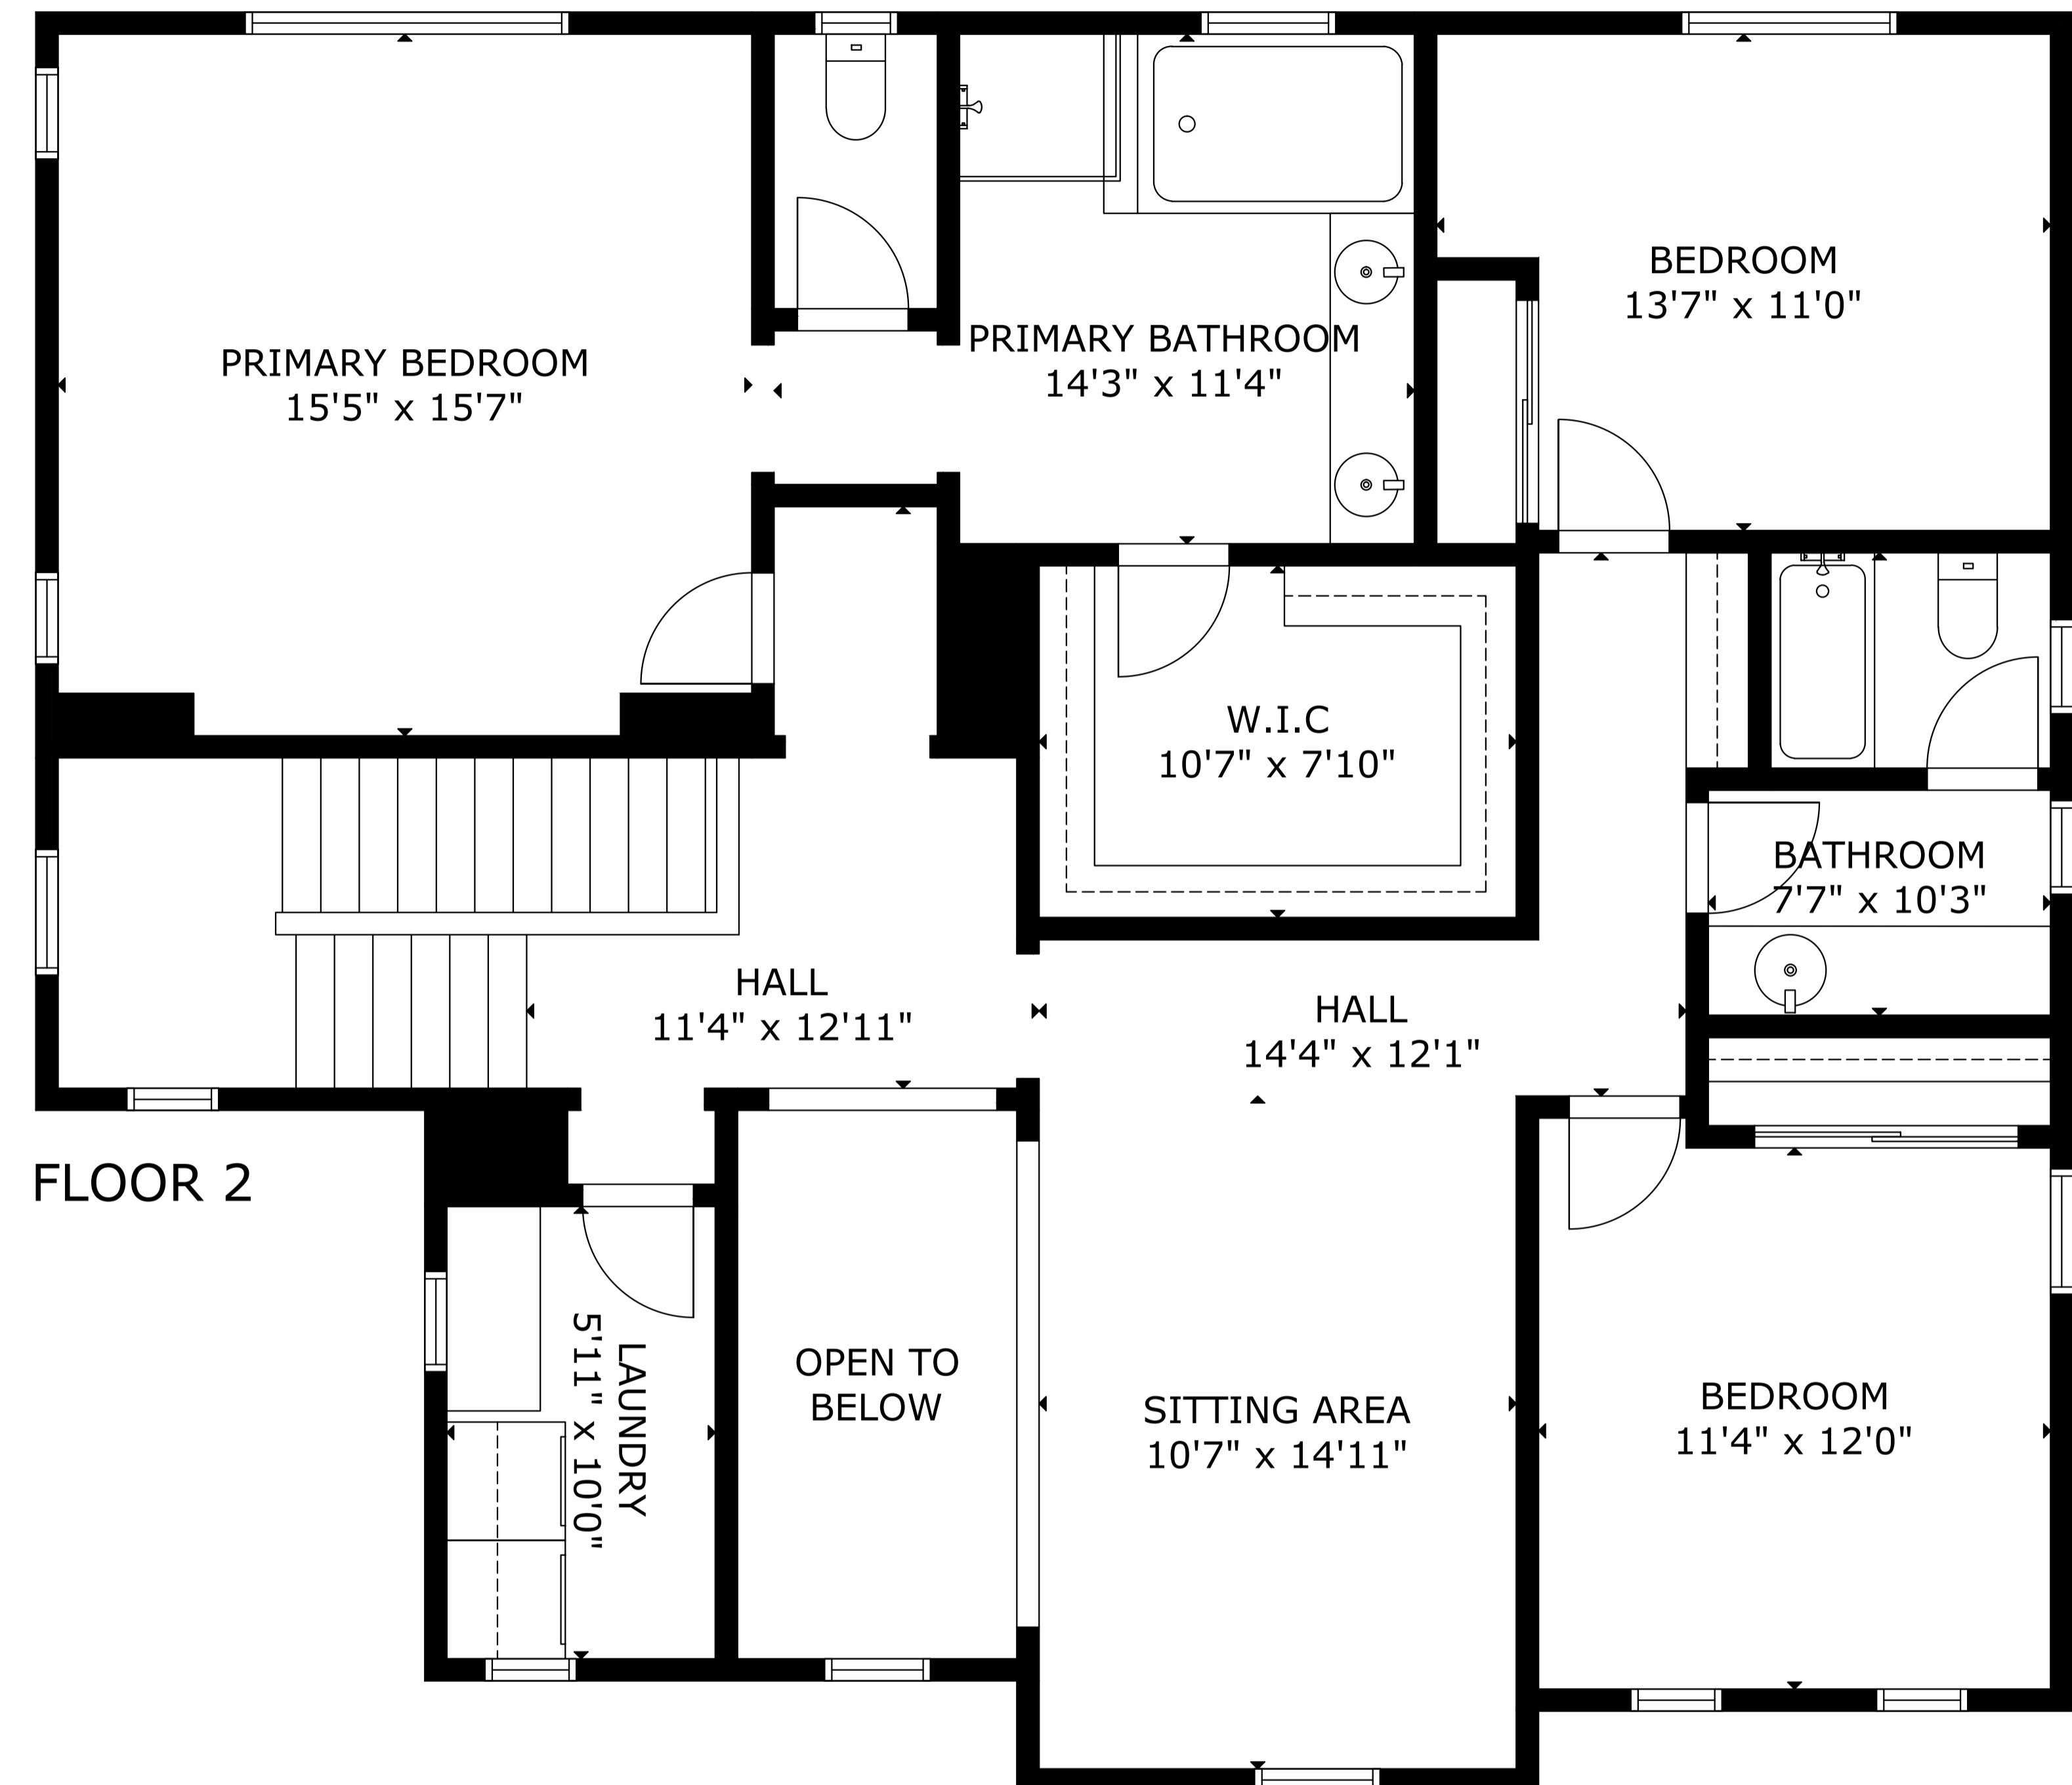 BEDROOM
13'7" x 11'0"
PRIMARY BATHROOM
14'3" x 11'4"
PRIMARY BEDROOM
15'5" x 15'7"
W.I.C
10'7" x 7'10"
BATHROOM
7'7" x 10'3"
HALL
11'4" x 12'11"
HALL
14'4" x 12'1"
FLOOR 2
LAUNDRY
5'11" x 10'0"
OPEN TO
BELOW
SITTING AREA
10'7" x 14'11"
BEDROOM
11'4" x 12'0"